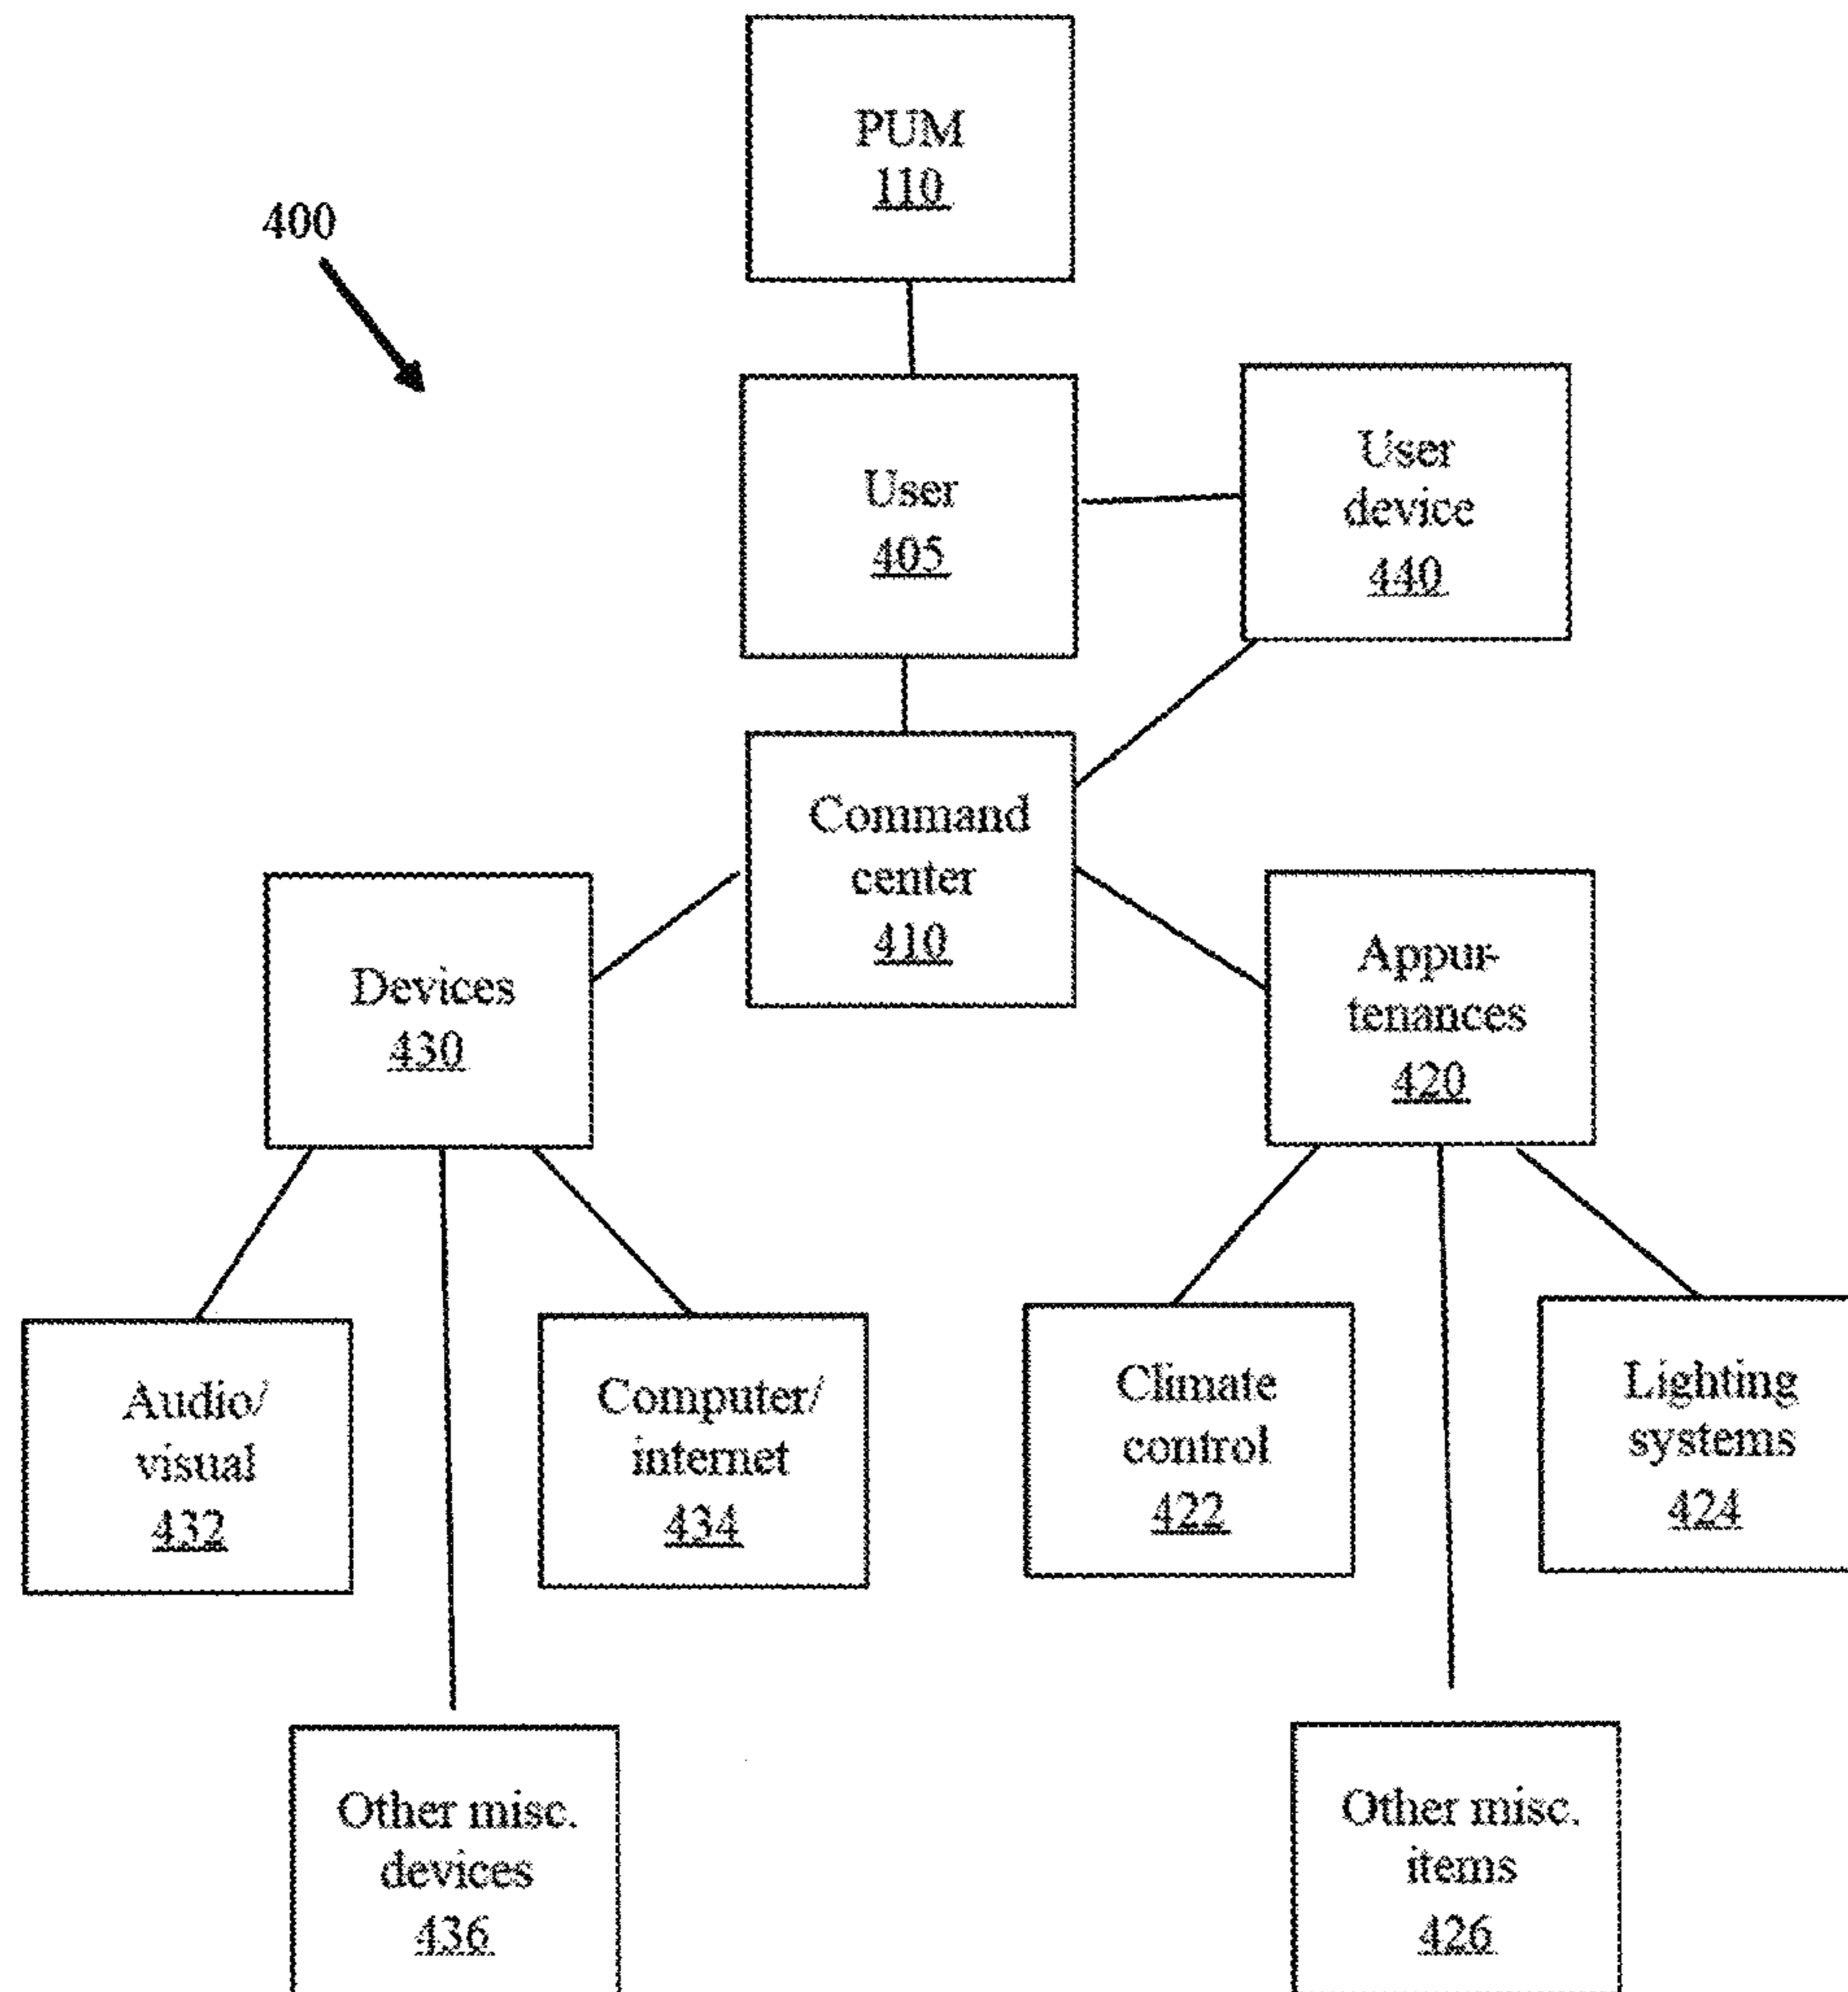 PUM
110
400
User
405
User
device
440
Command
center
410
Devices
430
Appur-
tenances
420
Audio/
visual
432
Computer/
internet
434
Climate
control
422
Lighting
systems
424
Other misc.
devices
436
Other misc.
items
426